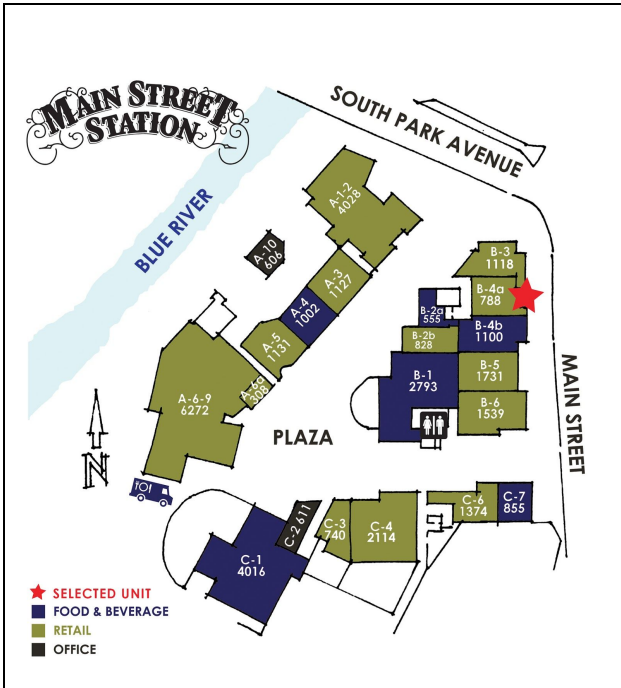 MAIN STREET
STATION
SOUTH PARK AVENUE
BLUE RIVER
A-1-2
4028
A-10
606
A-3
1127
A-4
1002
A-5
1131
A-6a
308
A-6-9
6272
B-3
1118
B-4a
788
B-2a
555
B-4b
1100
B-2b
828
B-1
2793
B-5
1731
B-6
1539
MAIN STREET
PLAZA
N
C-2 611
C-3
740
C-4
2114
C-6
1374
C-7
855
C-1
4016
SELECTED UNIT
FOOD & BEVERAGE
RETAIL
OFFICE